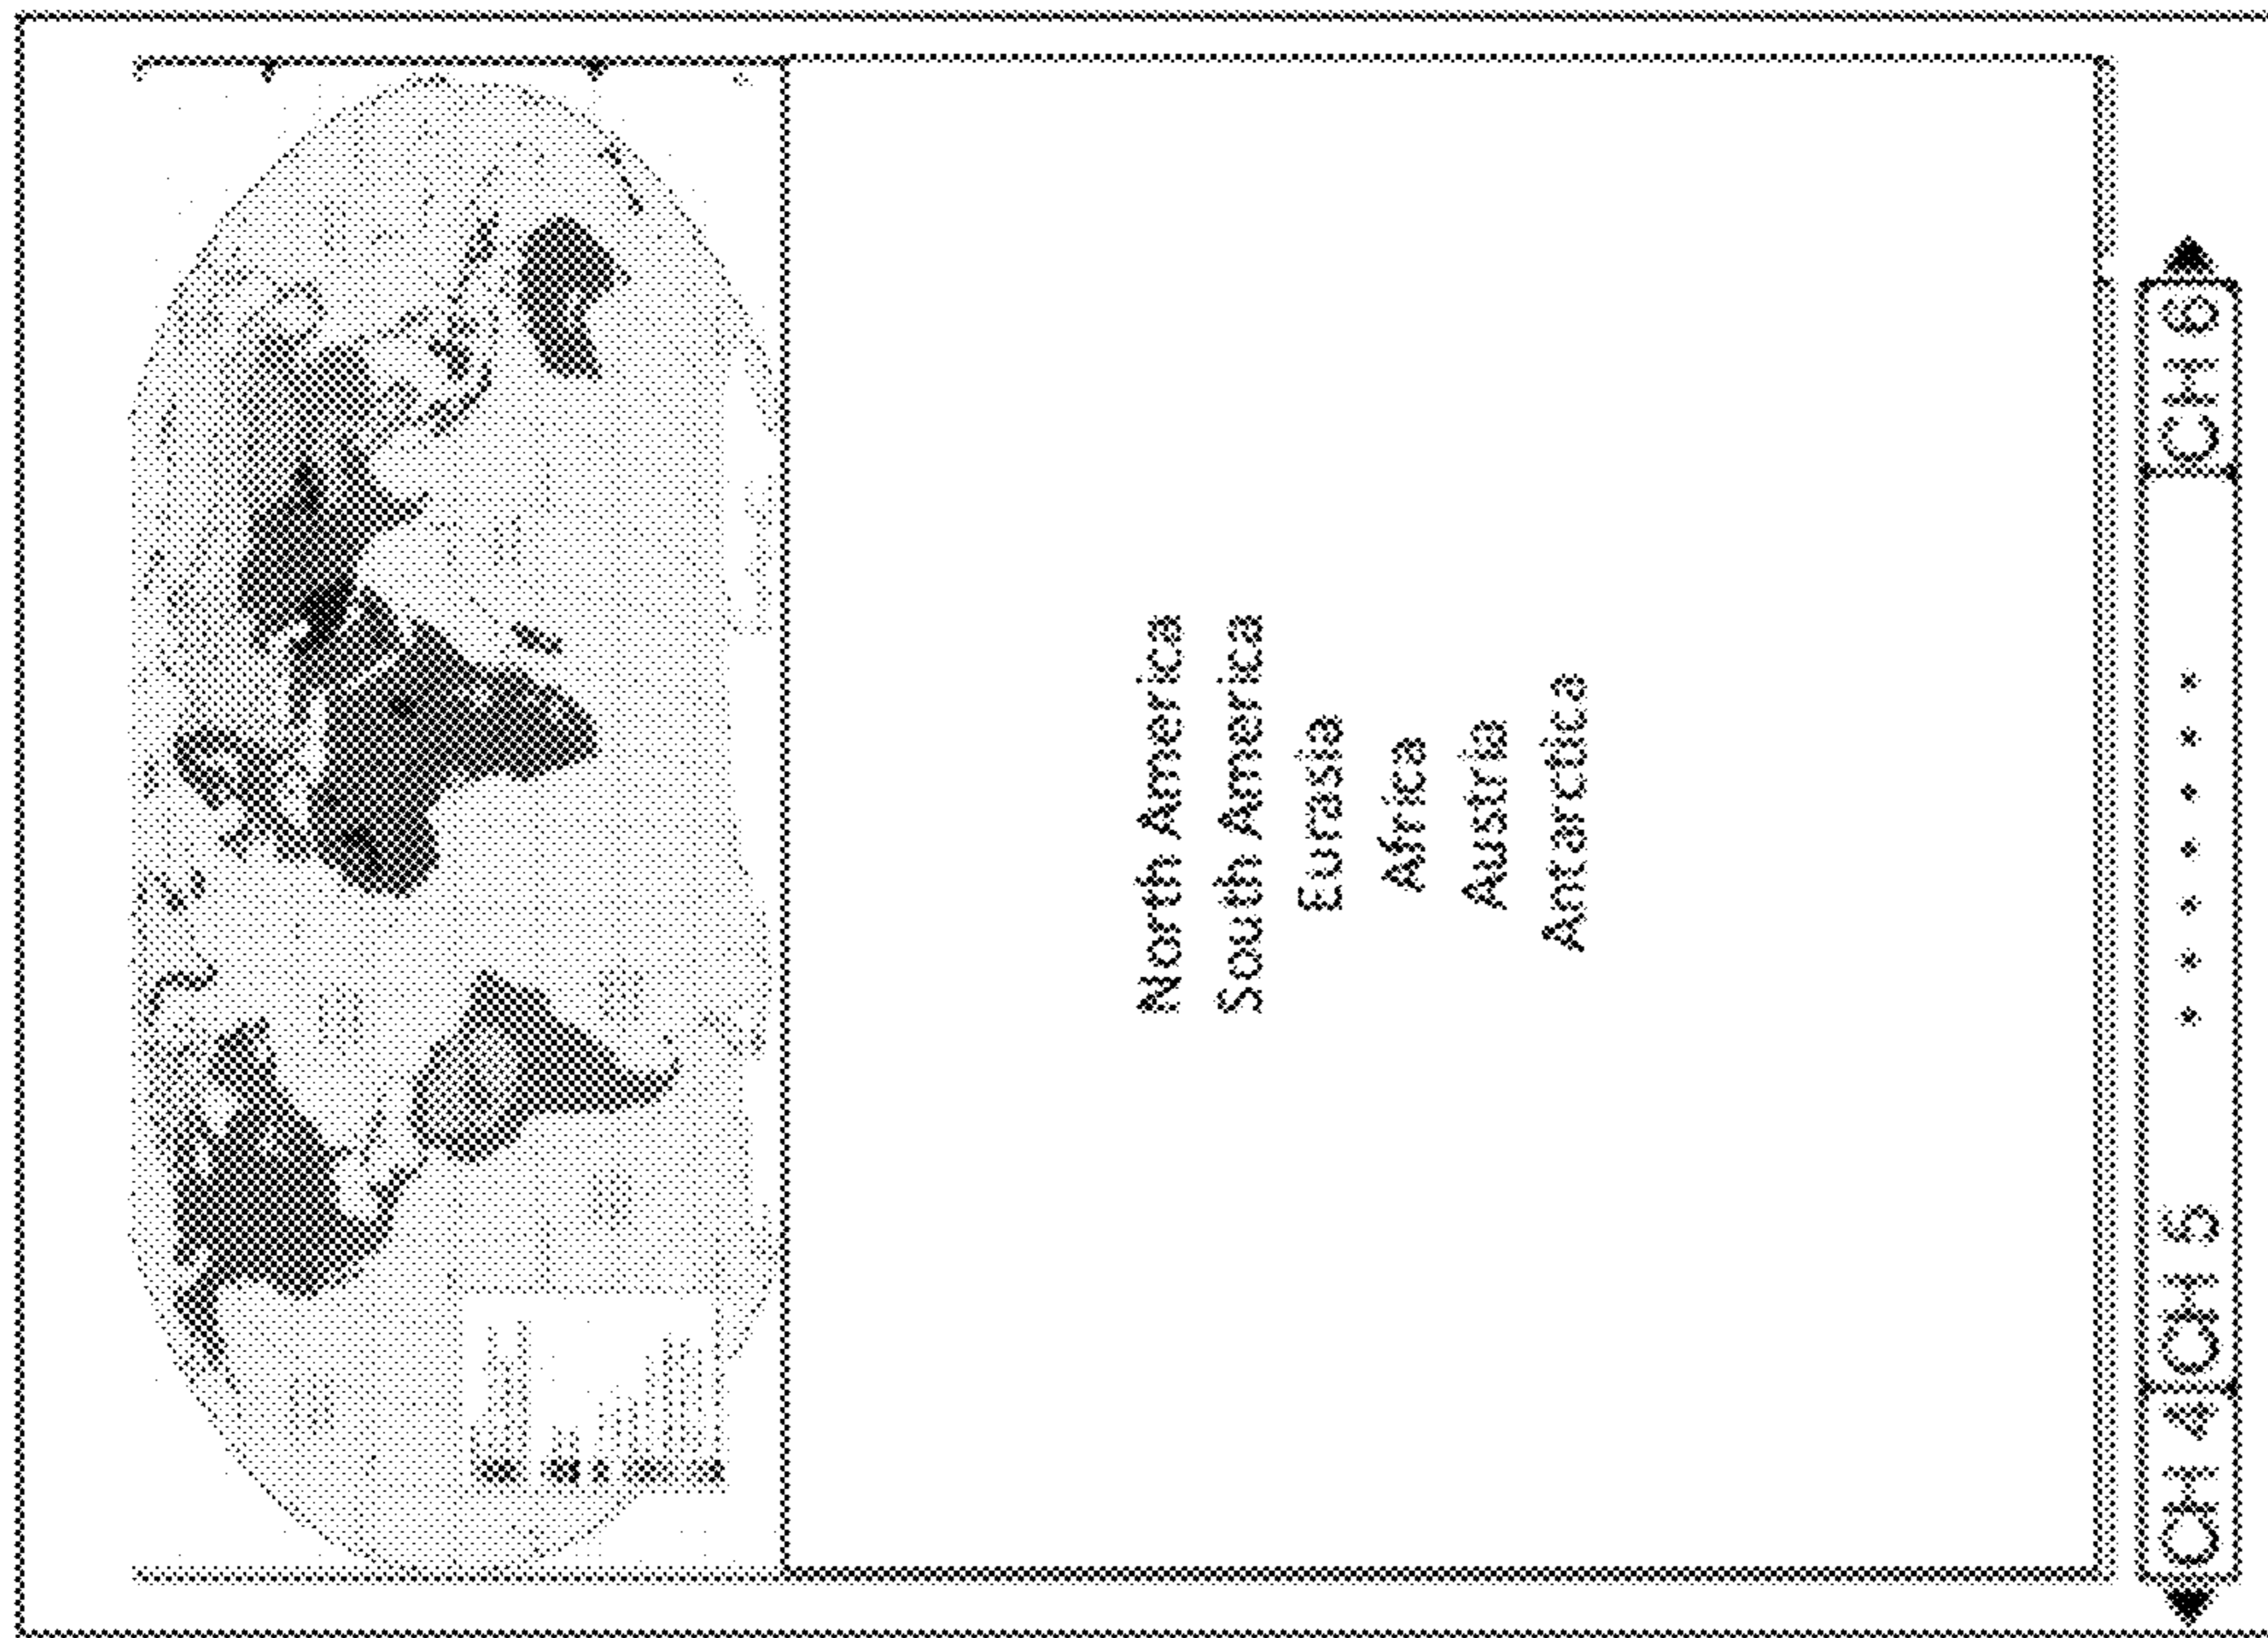 North America
South America
Eurasia
Africa
Austria
Antarctica
CH 4 CH 5 CH 6